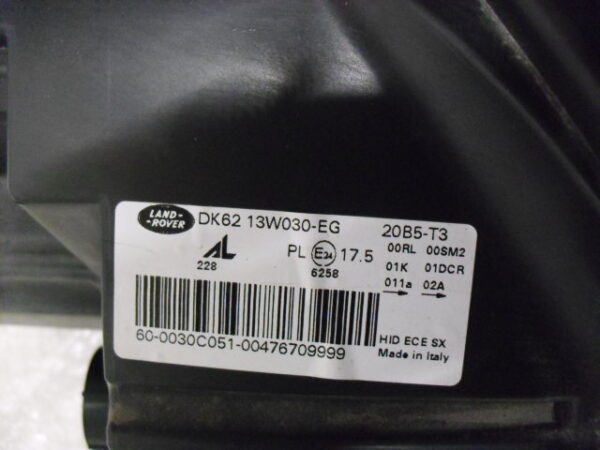 LAND-
-ROVER
DK62 13W030-EG 20B5-T3
00RL 00SM2
AL PL E24 17.5
228 6258 01K 01DCR
011a 02A
HID ECE SX
60-0030C051-00476709999 Made in Italy